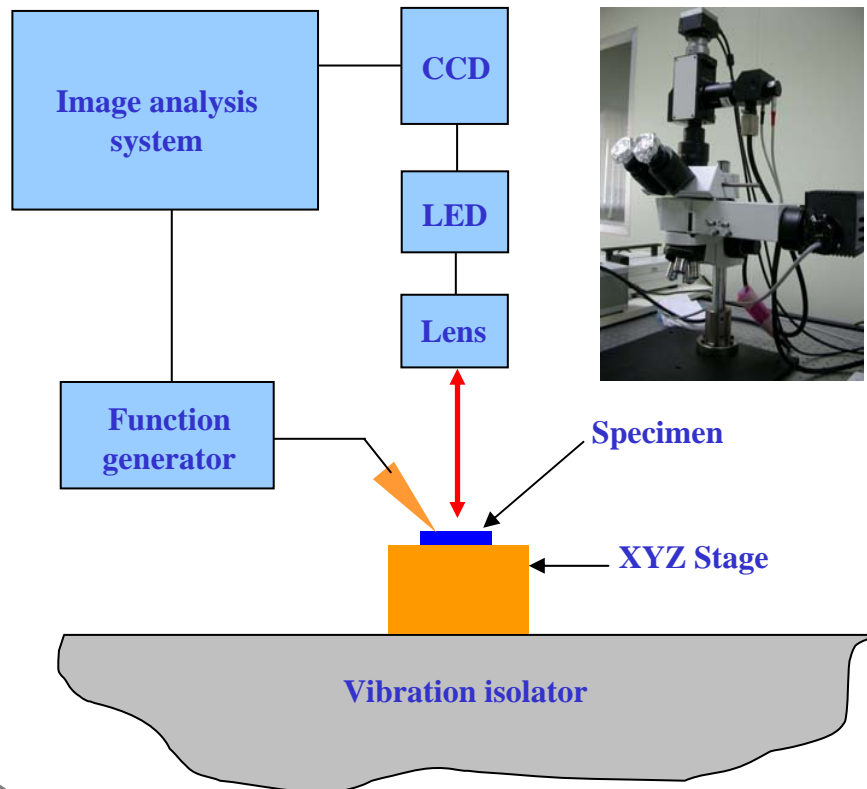 Image analysis
system
CCD
LED
Lens
Function
generator
Specimen
XYZ Stage
Vibration isolator